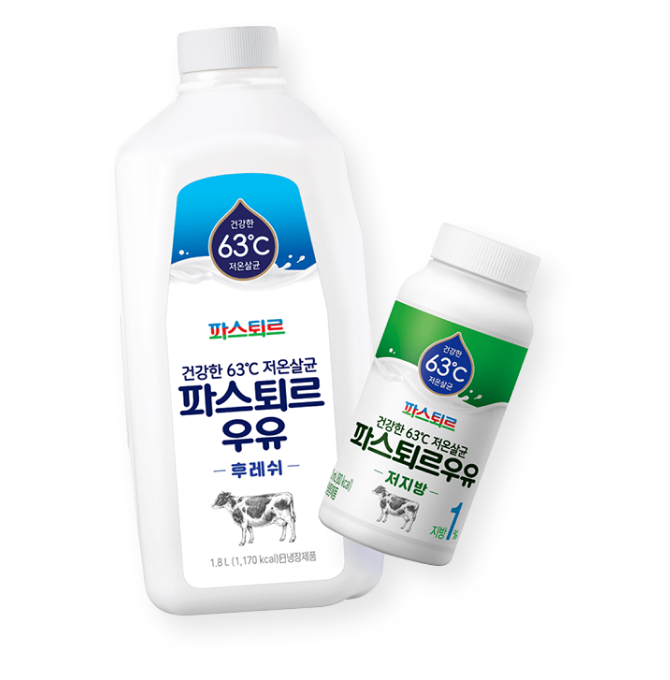 건강한
63℃
저온살균
파스퇴르
건강한 63℃ 저온살균
파스퇴르
우유
후레쉬
1.8 L (1,170 kcal)
냉장제품
건강한
63℃
저온살균
파스퇴르
건강한 63℃ 저온살균
파스퇴르우유
저지방
kcal)
지방 1%